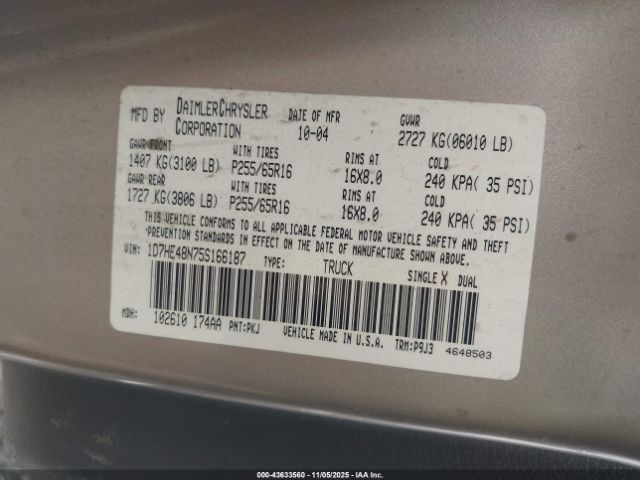 MFD BY DAIMLERCHRYSLER CORPORATION DATE OF MFR 10-04 GVWR 2727 KG(06010 LB)
GAWR FRONT WITH TIRES RIMS AT COLD
1407 KG(3100 LB) P255/65R16 16X8.0 240 KPA( 35 PSI)
GAWR REAR WITH TIRES RIMS AT COLD
1727 KG(3806 LB) P255/65R16 16X8.0 240 KPA( 35 PSI)
THIS VEHICLE CONFORMS TO ALL APPLICABLE FEDERAL MOTOR VEHICLE SAFETY AND THEFT
PREVENTION STANDARDS IN EFFECT ON THE DATE OF MANUFACTURE SHOWN ABOVE.
VIN: 1D7HE48N75S166187 TYPE: TRUCK SINGLE X DUAL
MDH: 102610 174AA PNT:PKJ VEHICLE MADE IN U.S.A. TRM:P9J3 4648503
000-43633560 - 11/05/2025 - IAAI, Inc.